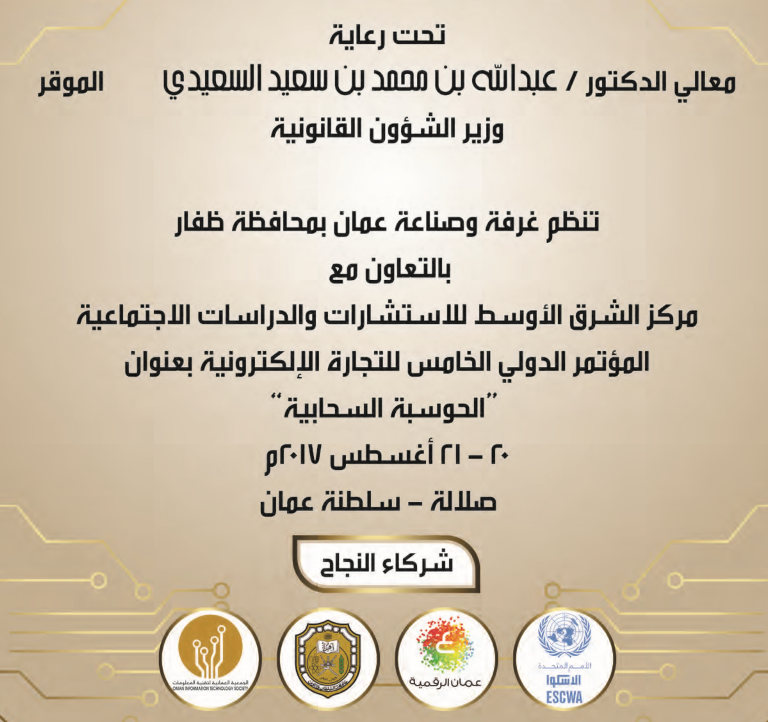 تحت رعاية
معالي الدكتور / عبدالله بن محمد بن سعيد السعيدي الموقر
وزير الشؤون القانونية
تنظم غرفة وصناعة عمان بمحافظة ظفار
بالتعاون مع
مركز الشرق الأوسط للاستشارات والدراسات الاجتماعية
المؤتمر الدولي الخامس للتجارة الإلكترونية بعنوان
"الحوسبة السحابية"
٢٠ – ٢١ أغسطس ٢٠١٧م
صلالة – سلطنة عمان
شركاء النجاح
الأمم المتحدة
الاسكوا
ESCWA
ع
عمان الرقمية
الجمعية العمانية لتقنية المعلومات
OMAN INFORMATION TECHNOLOGY SOCIETY